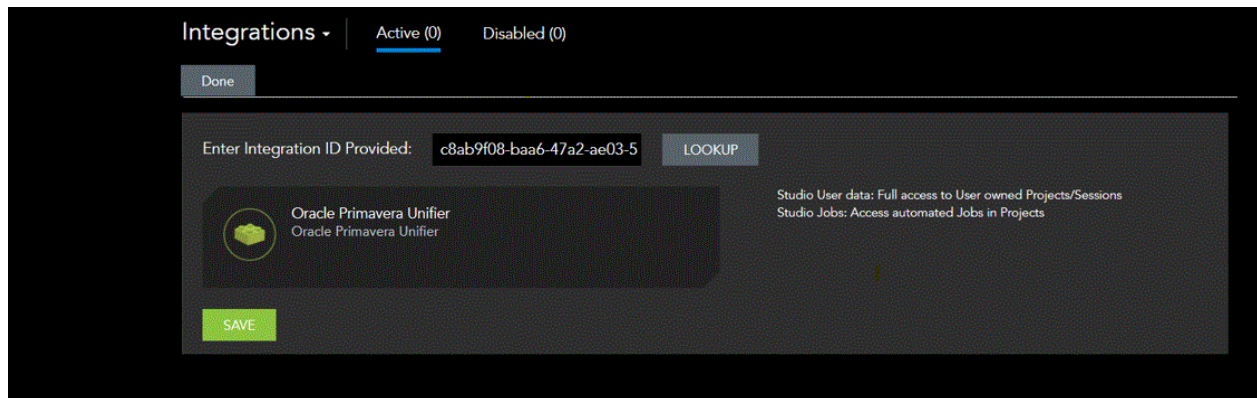 Integrations
Active (0)
Disabled (0)
Done
Enter Integration ID Provided:
c8ab9f08-baa6-47a2-ae03-5
LOOKUP
Oracle Primavera Unifier
Oracle Primavera Unifier
Studio User data: Full access to User owned Projects/Sessions
Studio Jobs: Access automated Jobs in Projects
SAVE